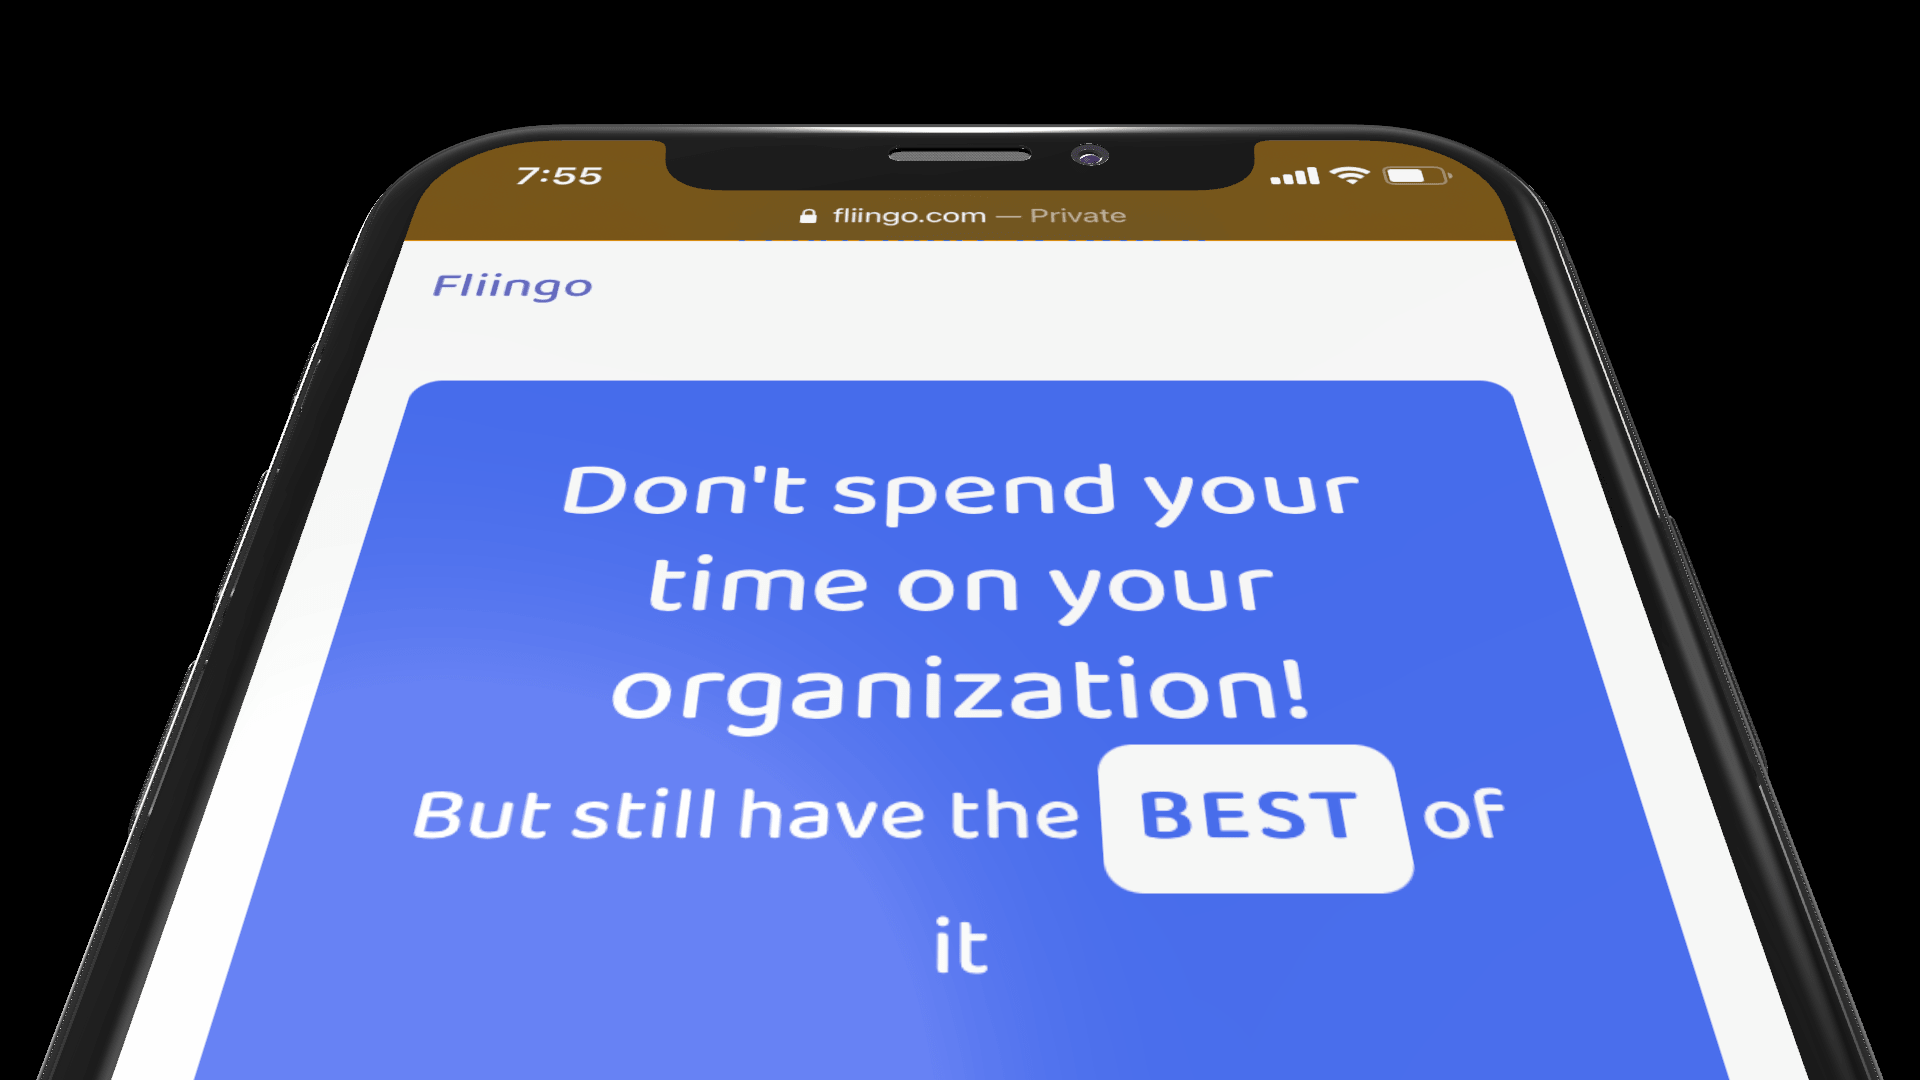 7:55
fliingo.com — Private
Fliingo
Don't spend your
time on your
organization!
But still have the BEST of
it